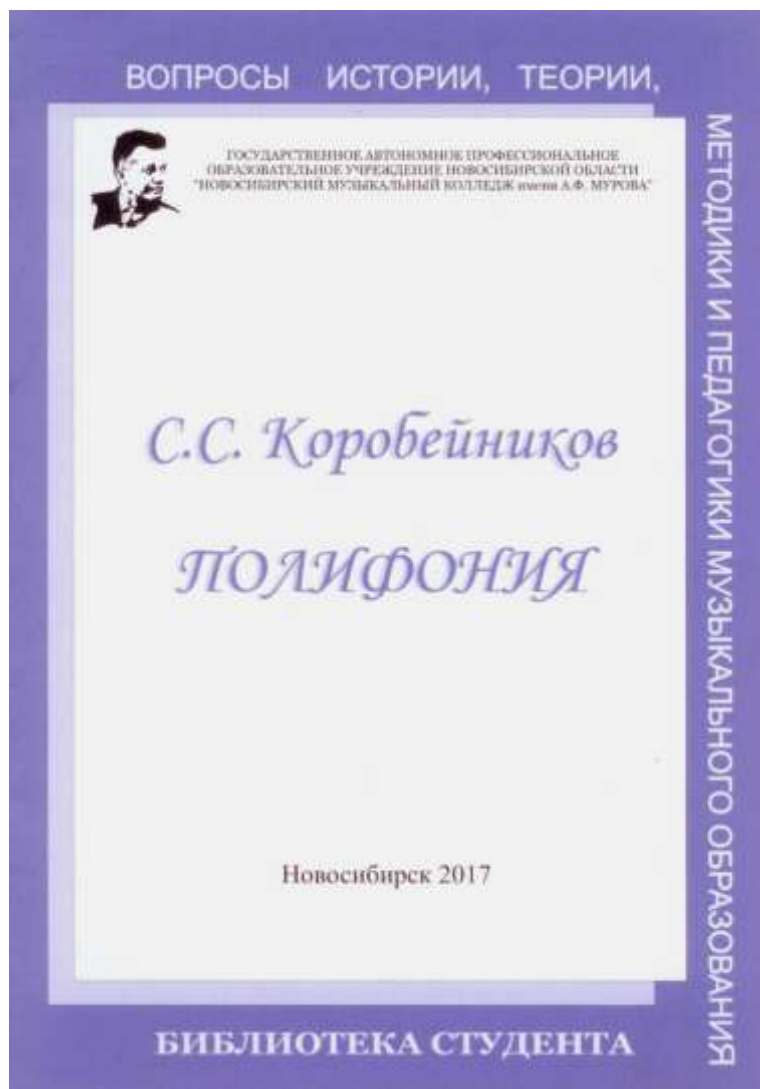 ВОПРОСЫ ИСТОРИИ, ТЕОРИИ,
МЕТОДИКИ И ПЕДАГОГИКИ МУЗЫКАЛЬНОГО ОБРАЗОВАНИЯ
ГОСУДАРСТВЕННОЕ АВТОНОМНОЕ ПРОФЕССИОНАЛЬНОЕ
ОБРАЗОВАТЕЛЬНОЕ УЧРЕЖДЕНИЕ НОВОСИБИРСКОЙ ОБЛАСТИ
"НОВОСИБИРСКИЙ МУЗЫКАЛЬНЫЙ КОЛЛЕДЖ имени А.Ф. МУРОВА"
С.С. Коробейников
ПОЛИФОНИЯ
Новосибирск 2017
БИБЛИОТЕКА СТУДЕНТА